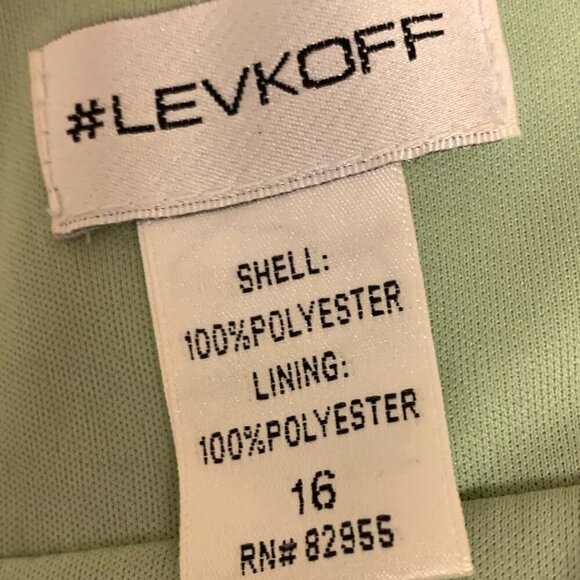 #LEVKOFF
SHELL:
100%POLYESTER
LINING:
100%POLYESTER
16
RN# 82955